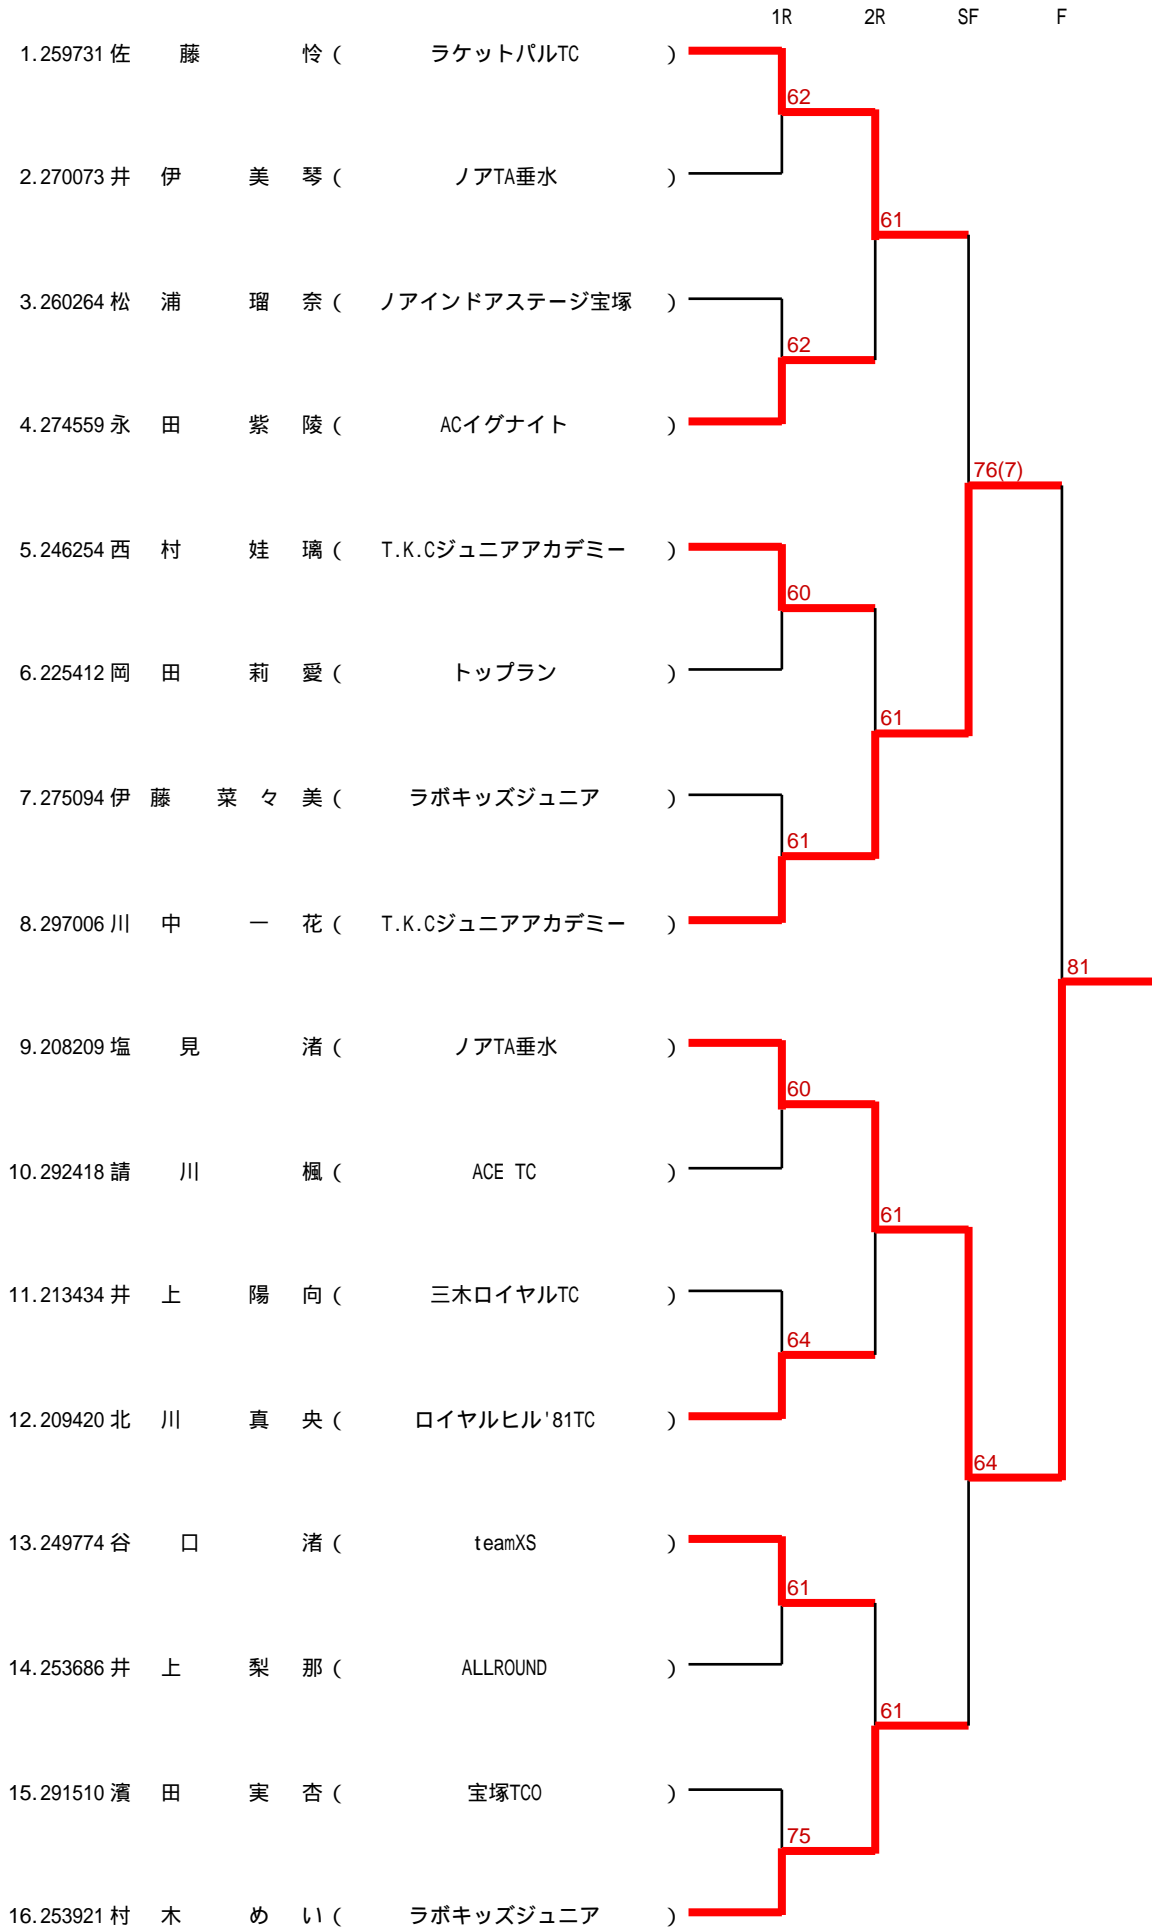 1R 2R SF F
1.259731 佐 藤 怜 ( ラケットパルTC )
62
2.270073 井 伊 美 琴 ( ノアTA垂水 )
61
3.260264 松 浦 瑠 奈 ( ノアインドアステージ宝塚 )
62
4.274559 永 田 紫 陵 ( ACイグナイト )
76(7)
5.246254 西 村 娃 璃 ( T.K.Cジュニアアカデミー )
60
6.225412 岡 田 莉 愛 ( トップラン )
61
7.275094 伊 藤 菜 々 美 ( ラボキッズジュニア )
61
8.297006 川 中 一 花 ( T.K.Cジュニアアカデミー )
81
9.208209 塩 見 渚 ( ノアTA垂水 )
60
10.292418 請 川 楓 ( ACE TC )
61
11.213434 井 上 陽 向 ( 三木ロイヤルTC )
64
12.209420 北 川 真 央 ( ロイヤルヒル'81TC )
64
13.249774 谷 口 渚 ( teamXS )
61
14.253686 井 上 梨 那 ( ALLROUND )
61
15.291510 濱 田 実 杏 ( 宝塚TCO )
75
16.253921 村 木 め い ( ラボキッズジュニア )